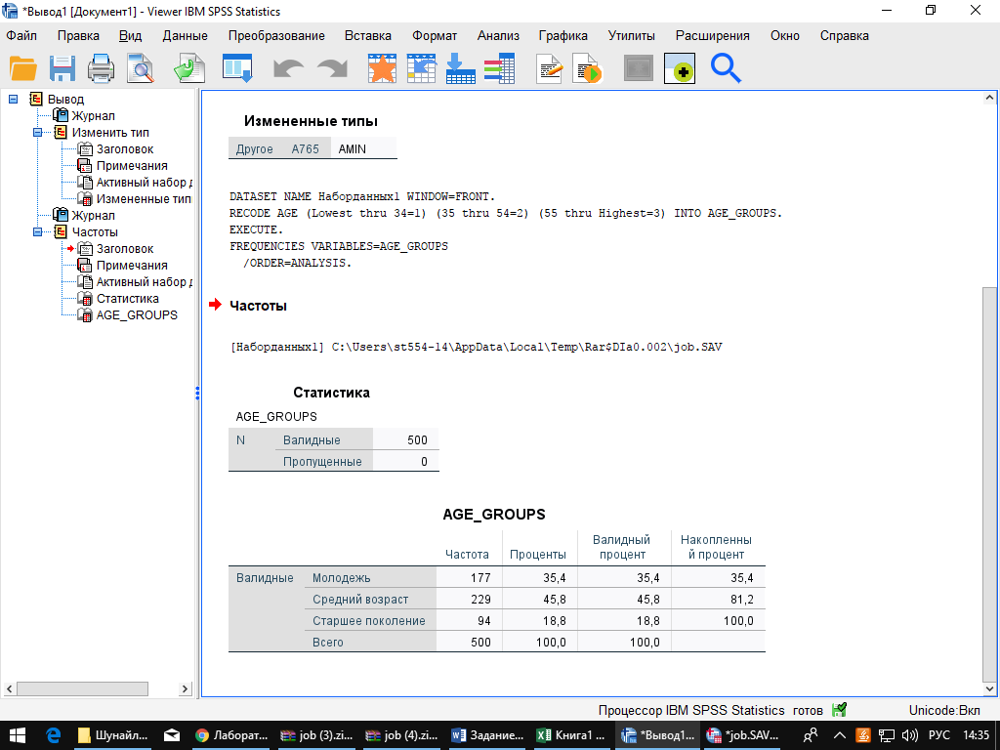 *Вывод1 [Документ1] - Viewer IBM SPSS Statistics
Файл Правка Вид Данные Преобразование Вставка Формат Анализ Графика Утилиты Расширения Окно Справка
Вывод
Журнал
Изменить тип
Заголовок
Примечания
Активный набор д
Измененные тип
Журнал
Частоты
Заголовок
Примечания
Активный набор д
Статистика
AGE_GROUPS
Измененные типы
Другое A765 AMIN
DATASET NAME Наборданных1 WINDOW=FRONT.
RECODE AGE (Lowest thru 34=1) (35 thru 54=2) (55 thru Highest=3) INTO AGE_GROUPS.
EXECUTE.
FREQUENCIES VARIABLES=AGE_GROUPS
/ORDER=ANALYSIS.
Частоты
[Наборданных1] C:\Users\st554-14\AppData\Local\Temp\Rar$DIa0.002\job.SAV
Статистика
AGE_GROUPS
N Валидные 500
Пропущенные 0
AGE_GROUPS
Частота Проценты Валидный процент Накопленны й процент
Валидные Молодежь 177 35,4 35,4 35,4
Средний возраст 229 45,8 45,8 81,2
Старшее поколение 94 18,8 18,8 100,0
Всего 500 100,0 100,0
Процессор IBM SPSS Statistics готов Unicode:Вкл
Шунайл... Лаборат... job (3).zi... job (4).zi... Задание... Книга1 ... *Вывод1... *job.SAV... РУС 14:35